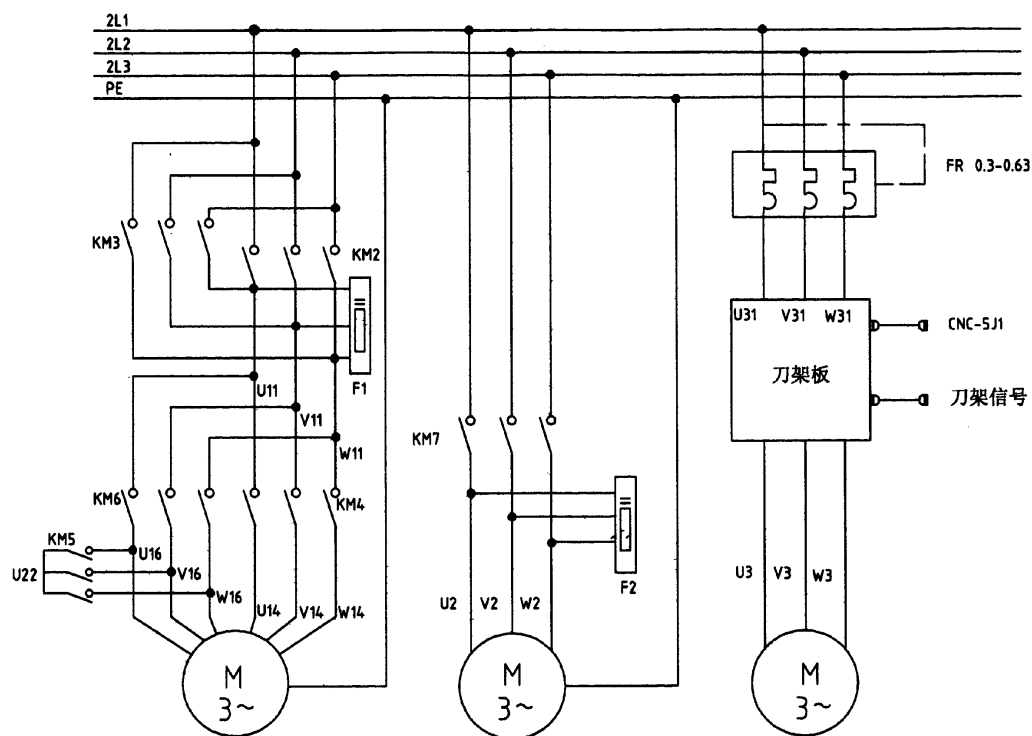 2L1
2L2
2L3
PE
FR 0.3-0.63
KM3
KM2
U31 V31 W31
CNC-5J1
刀架板
F1
U11
刀架信号
V11
KM7
W11
KM6
KM4
KM5
U16
U22
V16
W16
U14 V14 W14
U2 V2 W2
F2
U3 V3 W3
M
3~
M
3~
M
3~